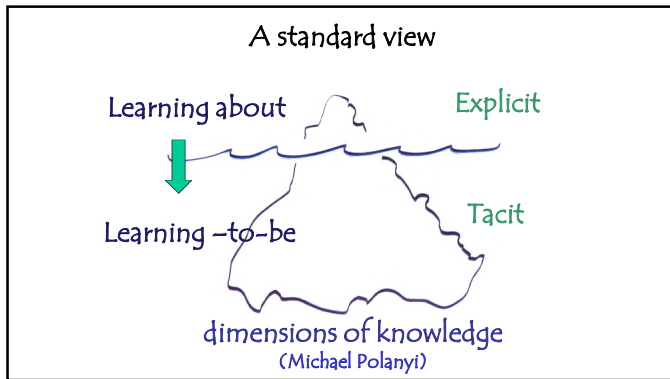 A standard view
Learning about
Explicit
Tacit
Learning –to-be
dimensions of knowledge
(Michael Polanyi)